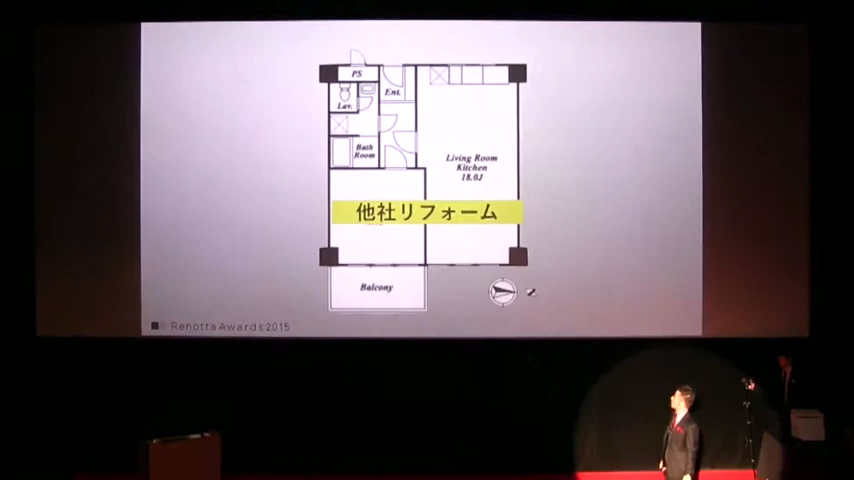 PS
Ent.
Lav.
Bath
Room
Living Room
Kitchen
18.0J
他社リフォーム
Balcony
Renotta Awards 2015